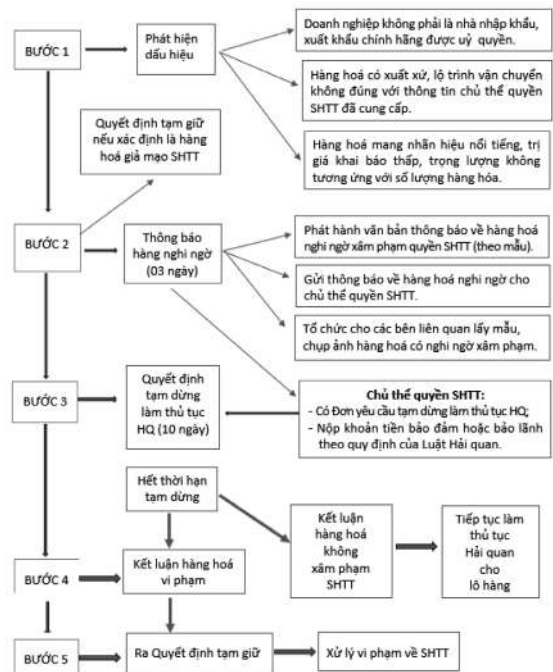 BƯỚC 1
Phát hiện
dấu hiệu
Doanh nghiệp không phải là nhà nhập khẩu,
xuất khẩu chính hãng được uỷ quyền.
Hàng hoá có xuất xứ, lộ trình vận chuyển
không đúng với thông tin chủ thể quyền
SHTT đã cung cấp.
Hàng hoá mang nhãn hiệu nổi tiếng, trị
giá khai báo thấp, trọng lượng không
tương ứng với số lượng hàng hóa.
Quyết định tạm giữ
nếu xác định là hàng
hoá giả mạo SHTT
BƯỚC 2
Thông báo
hàng nghi ngờ
(03 ngày)
Phát hành văn bản thông báo về hàng hoá
nghi ngờ xâm phạm quyền SHTT (theo mẫu).
Gửi thông báo về hàng hoá nghi ngờ cho
chủ thể quyền SHTT.
Tổ chức cho các bên liên quan lấy mẫu,
chụp ảnh hàng hoá có nghi ngờ xâm phạm.
BƯỚC 3
Quyết định
tạm dừng
làm thủ tục
HQ (10 ngày)
Chủ thể quyền SHTT:
- Có Đơn yêu cầu tạm dừng làm thủ tục HQ;
- Nộp khoản tiền bảo đảm hoặc bảo lãnh
theo quy định của Luật Hải quan.
Hết thời hạn
tạm dừng
BƯỚC 4
Kết luận hàng hoá
vi phạm
Kết luận
hàng hoá
không
xâm phạm
SHTT
Tiếp tục làm
thủ tục
Hải quan
cho
lô hàng
BƯỚC 5
Ra Quyết định tạm giữ
Xử lý vi phạm về SHTT